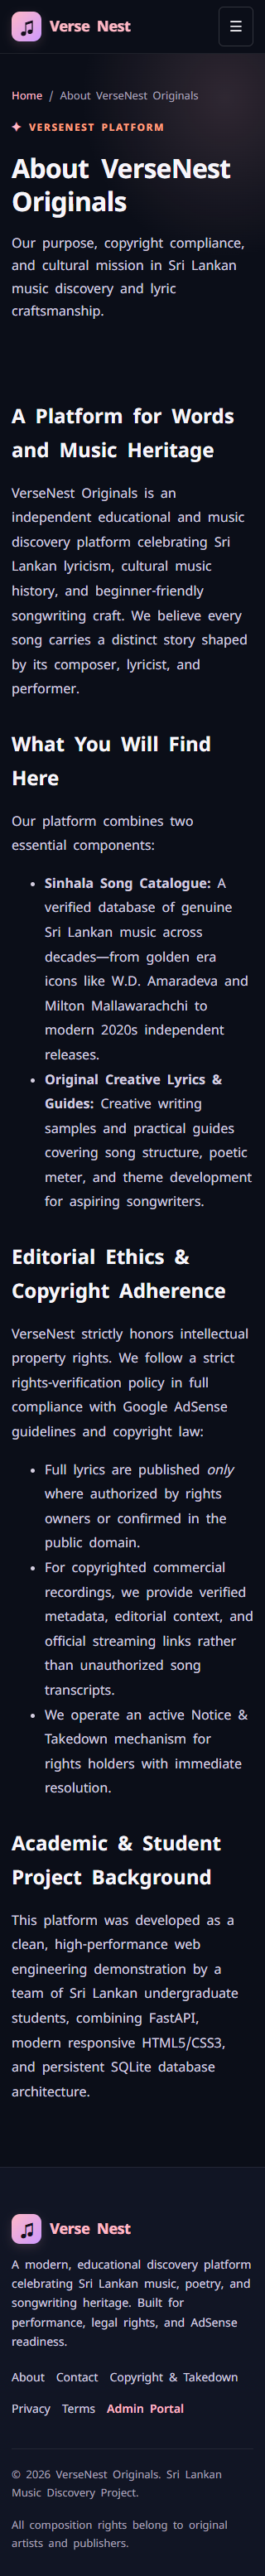 Verse Nest
☰
Home / About VerseNest Originals
✦ VERSENEST PLATFORM
About VerseNest
Originals
Our purpose, copyright compliance,
and cultural mission in Sri Lankan
music discovery and lyric
craftsmanship.
A Platform for Words
and Music Heritage
VerseNest Originals is an
independent educational and music
discovery platform celebrating Sri
Lankan lyricism, cultural music
history, and beginner-friendly
songwriting craft. We believe every
song carries a distinct story shaped
by its composer, lyricist, and
performer.
What You Will Find
Here
Our platform combines two
essential components:
• Sinhala Song Catalogue: A
verified database of genuine
Sri Lankan music across
decades—from golden era
icons like W.D. Amaradeva and
Milton Mallawarachchi to
modern 2020s independent
releases.
• Original Creative Lyrics &
Guides: Creative writing
samples and practical guides
covering song structure, poetic
meter, and theme development
for aspiring songwriters.
Editorial Ethics &
Copyright Adherence
VerseNest strictly honors intellectual
property rights. We follow a strict
rights-verification policy in full
compliance with Google AdSense
guidelines and copyright law:
• Full lyrics are published only
where authorized by rights
owners or confirmed in the
public domain.
• For copyrighted commercial
recordings, we provide verified
metadata, editorial context, and
official streaming links rather
than unauthorized song
transcripts.
• We operate an active Notice &
Takedown mechanism for
rights holders with immediate
resolution.
Academic & Student
Project Background
This platform was developed as a
clean, high-performance web
engineering demonstration by a
team of Sri Lankan undergraduate
students, combining FastAPI,
modern responsive HTML5/CSS3,
and persistent SQLite database
architecture.
Verse Nest
A modern, educational discovery platform
celebrating Sri Lankan music, poetry, and
songwriting heritage. Built for
performance, legal rights, and AdSense
readiness.
About Contact Copyright & Takedown
Privacy Terms Admin Portal
© 2026 VerseNest Originals. Sri Lankan
Music Discovery Project.
All composition rights belong to original
artists and publishers.